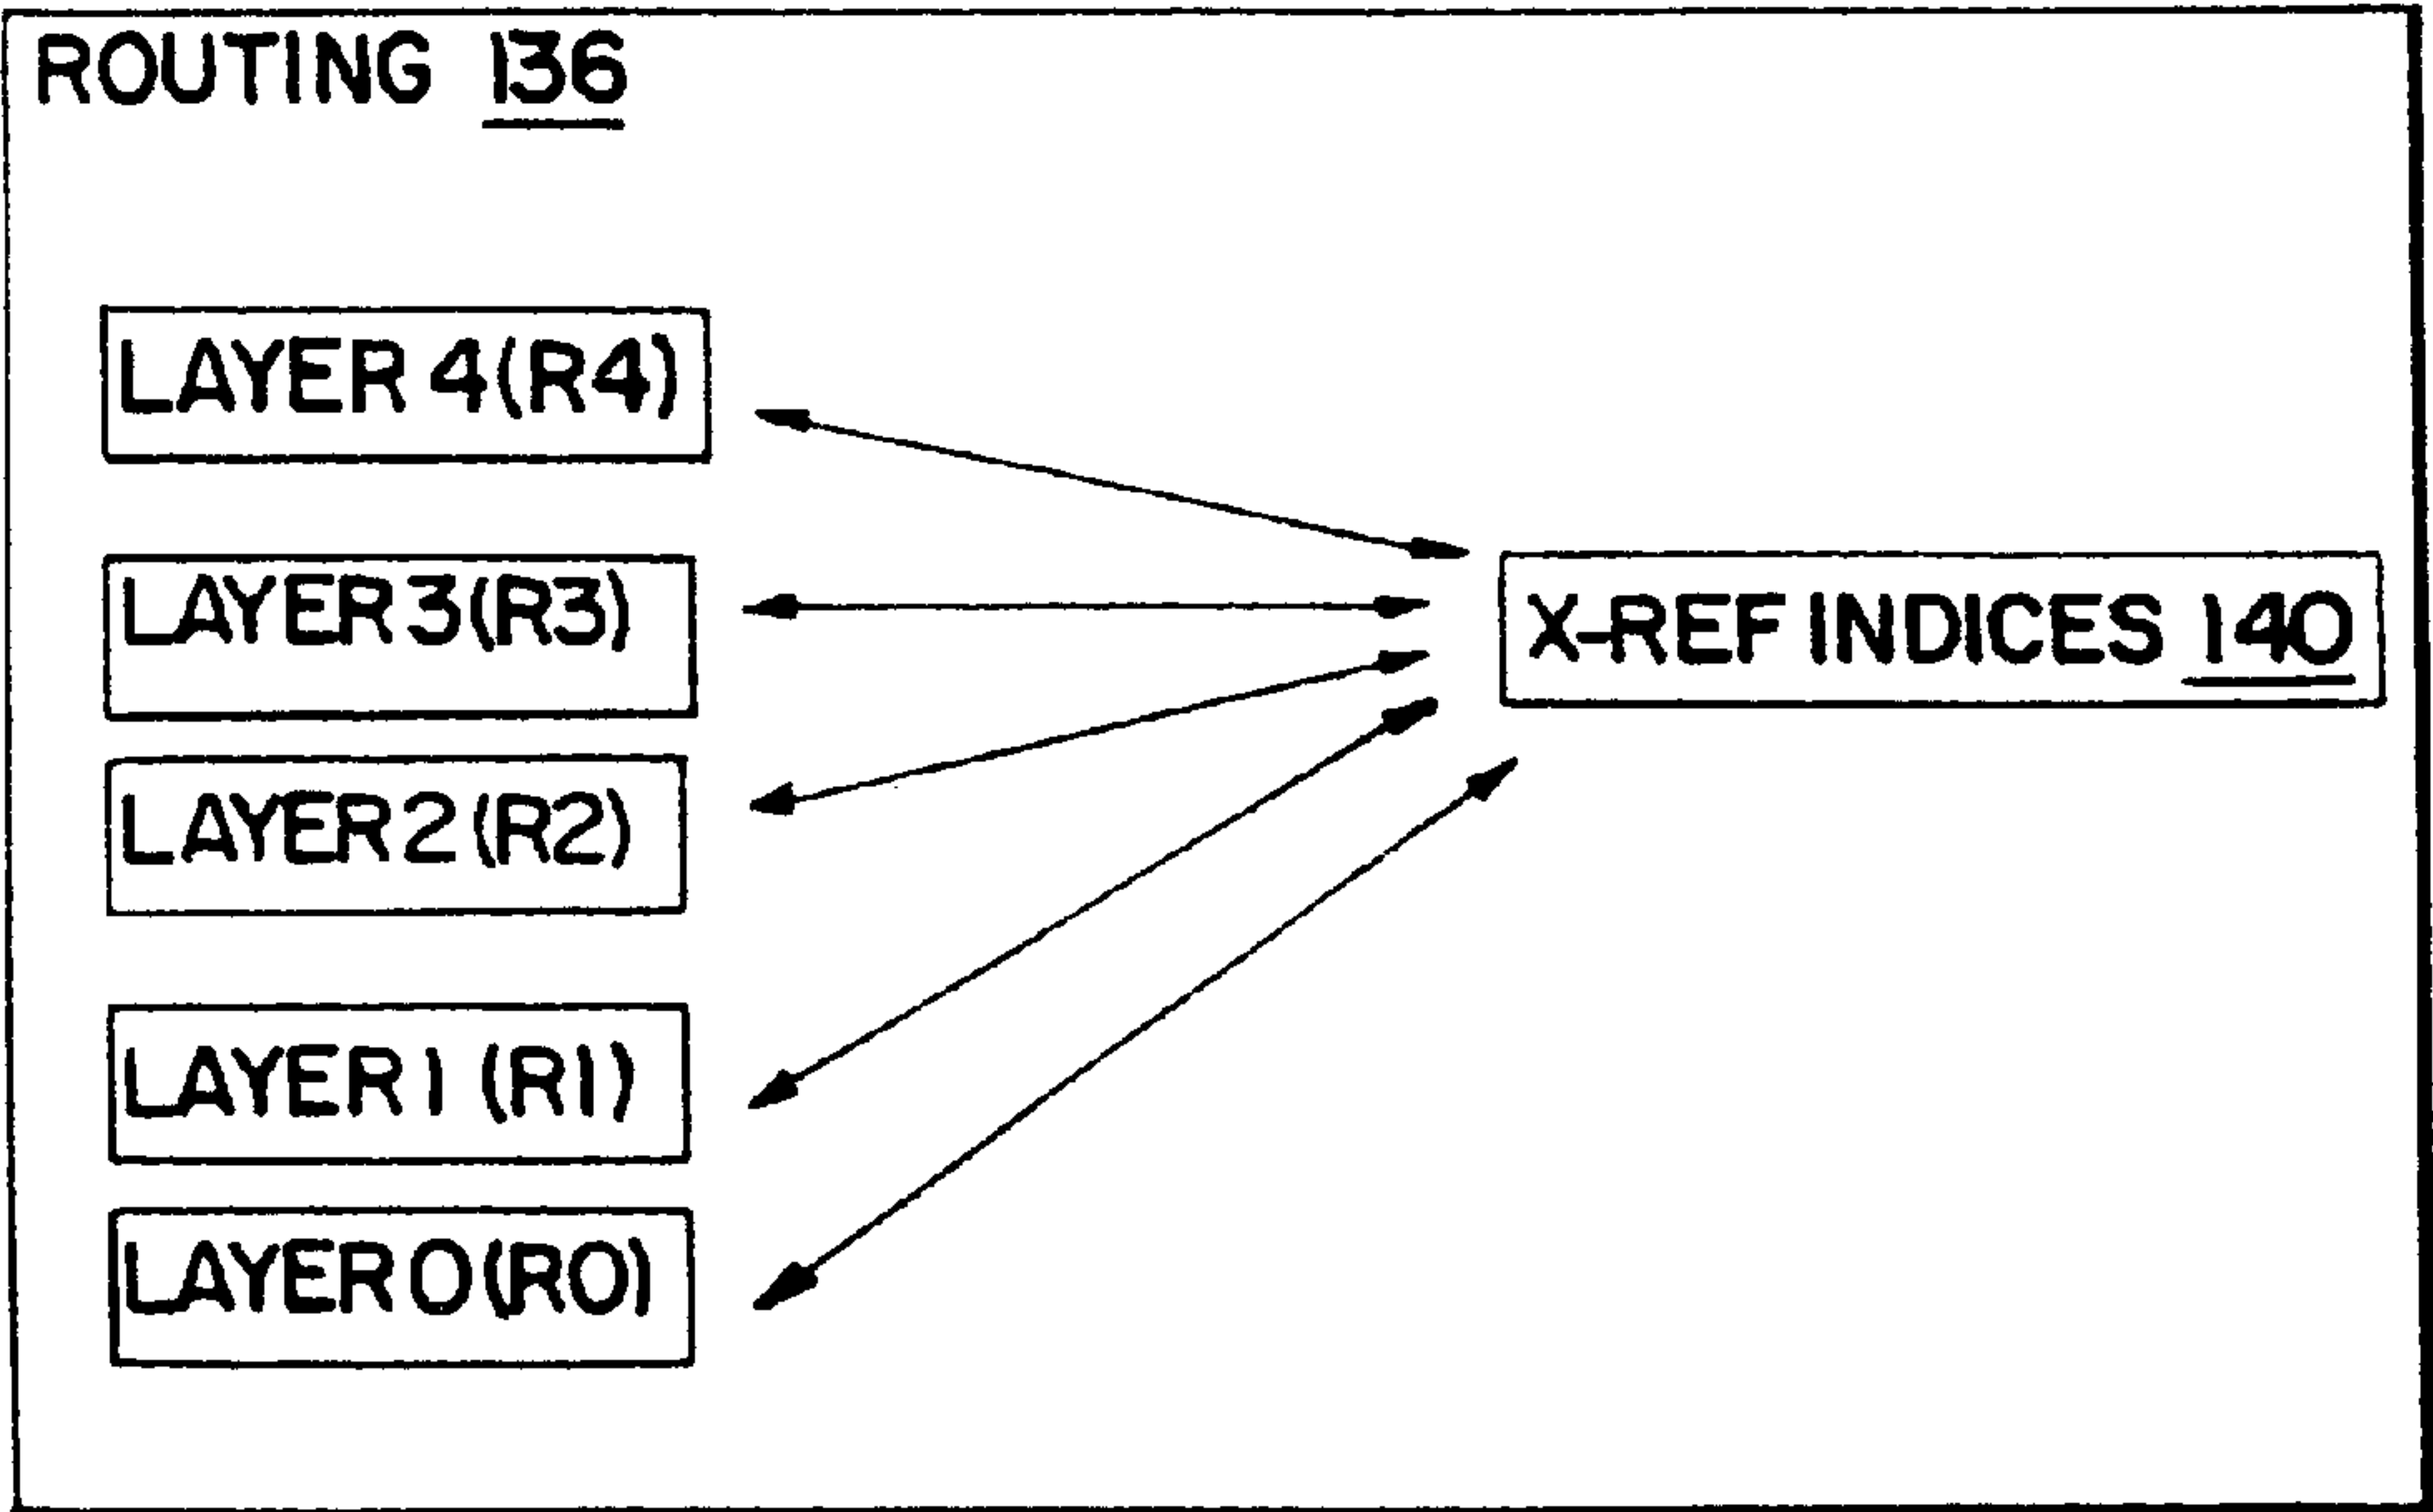 ROUTING 136
LAYER 4(R4)
LAYER 3(R3)
X-REF INDICES 140
LAYER 2(R2)
LAYER 1 (R1)
LAYER 0(R0)